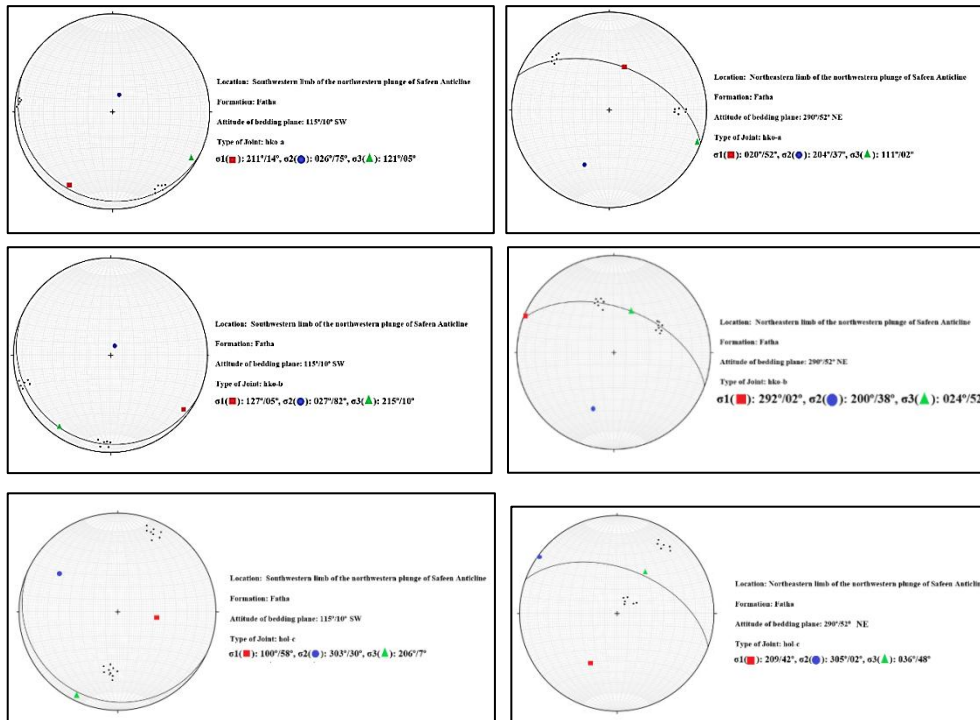 Location: Southwestern limb of the northwestern plunge of Safeen Anticline
Formation: Fatha
Attitude of bedding plane: 115°/10° SW
Type of Joint: hko-a
σ1(■): 211°/14°, σ2(●): 026°/75°, σ3(▲): 121°/05°
Location: Northeastern limb of the northwestern plunge of Safeen Anticline
Formation: Fatha
Attitude of bedding plane: 290°/52° NE
Type of Joint: hko-a
σ1(■): 020°/52°, σ2(●): 204°/37°, σ3(▲): 111°/02°
Location: Southwestern limb of the northwestern plunge of Safeen Anticline
Formation: Fatha
Attitude of bedding plane: 115°/10° SW
Type of Joint: hko-b
σ1(■): 127°/05°, σ2(●): 027°/82°, σ3(▲): 215°/10°
Location: Northeastern limb of the northwestern plunge of Safeen Anticline
Formation: Fatha
Attitude of bedding plane: 290°/52° NE
Type of Joint: hko-b
σ1(■): 292°/02°, σ2(●): 200°/38°, σ3(▲): 024°/52
Location: Southwestern limb of the northwestern plunge of Safeen Anticline
Formation: Fatha
Attitude of bedding plane: 115°/10° SW
Type of Joint: hol-c
σ1(■): 100°/58°, σ2(●): 303°/30°, σ3(▲): 206°/7°
Location: Northeastern limb of the northwestern plunge of Safeen Anticline
Formation: Fatha
Attitude of bedding plane: 290°/52° NE
Type of Joint: hol-c
σ1(■): 209/42°, σ2(●): 305°/02°, σ3(▲): 036°/48°